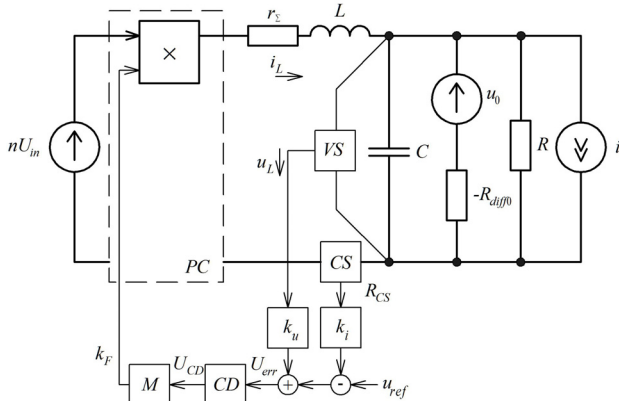 r_Σ
L
×
i_L
u_0
nU_in
VS
C
R
i
u_L
-R_diff0
PC
CS
R_CS
k_u
k_i
k_F
U_CD
U_err
u_ref
M
CD
+
-